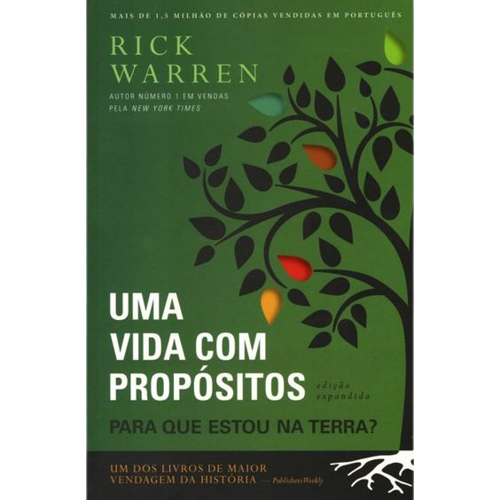 MAIS DE 1,5 MILHÃO DE CÓPIAS VENDIDAS EM PORTUGUÊS
RICK
WARREN
AUTOR NÚMERO 1 EM VENDAS
PELA NEW YORK TIMES
UMA
VIDA COM
PROPÓSITOS
edição
expandida
PARA QUE ESTOU NA TERRA?
UM DOS LIVROS DE MAIOR
VENDAGEM DA HISTÓRIA — Publishers Weekly